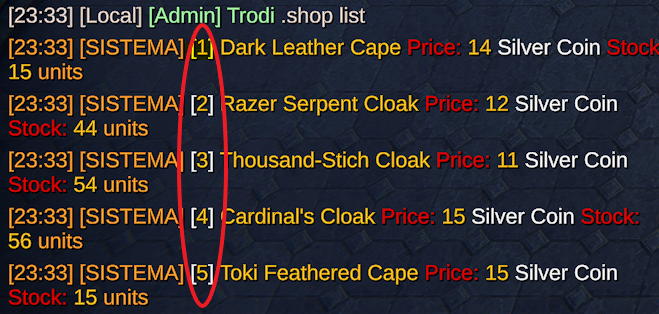 [23:33] [Local] [Admin] Trodi .shop list
[23:33] [SISTEMA] [1] Dark Leather Cape Price: 14 Silver Coin Stock:
15 units
[23:33] [SISTEMA] [2] Razer Serpent Cloak Price: 12 Silver Coin
Stock: 44 units
[23:33] [SISTEMA] [3] Thousand-Stich Cloak Price: 11 Silver Coin
Stock: 54 units
[23:33] [SISTEMA] [4] Cardinal's Cloak Price: 15 Silver Coin Stock:
56 units
[23:33] [SISTEMA] [5] Toki Feathered Cape Price: 15 Silver Coin
Stock: 15 units